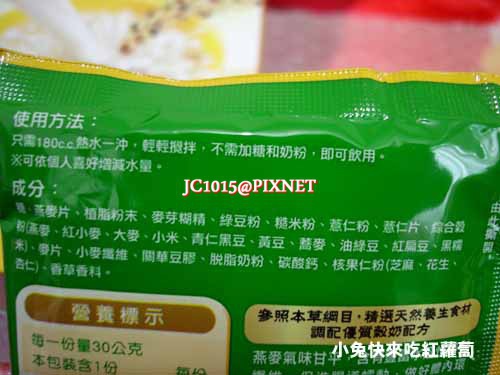 使用方法：
只需180c.c.熱水一沖，輕輕攪拌，不需加糖和奶粉，即可飲用。
※可依個人喜好增減水量。
JC1015@PIXNET
成分：
糖、燕麥片、植脂粉末、麥芽糊精、綠豆粉、糙米粉、薏仁粉、薏仁片、綜合穀
粉(燕麥、紅小麥、大麥、小米、青仁黑豆、黃豆、蕎麥、油綠豆、紅扁豆、黑糯
米)、麥片、小麥纖維、關華豆膠、脫脂奶粉、碳酸鈣、核果仁粉(芝麻、花生、
杏仁)、香草香料。
由此撕
營養標示
每一份量30公克
本包裝含1份
每份
參照本草綱目，精選天然養生食材
調配優質穀奶配方
燕麥氣味甘平
小兔快來吃紅蘿蔔